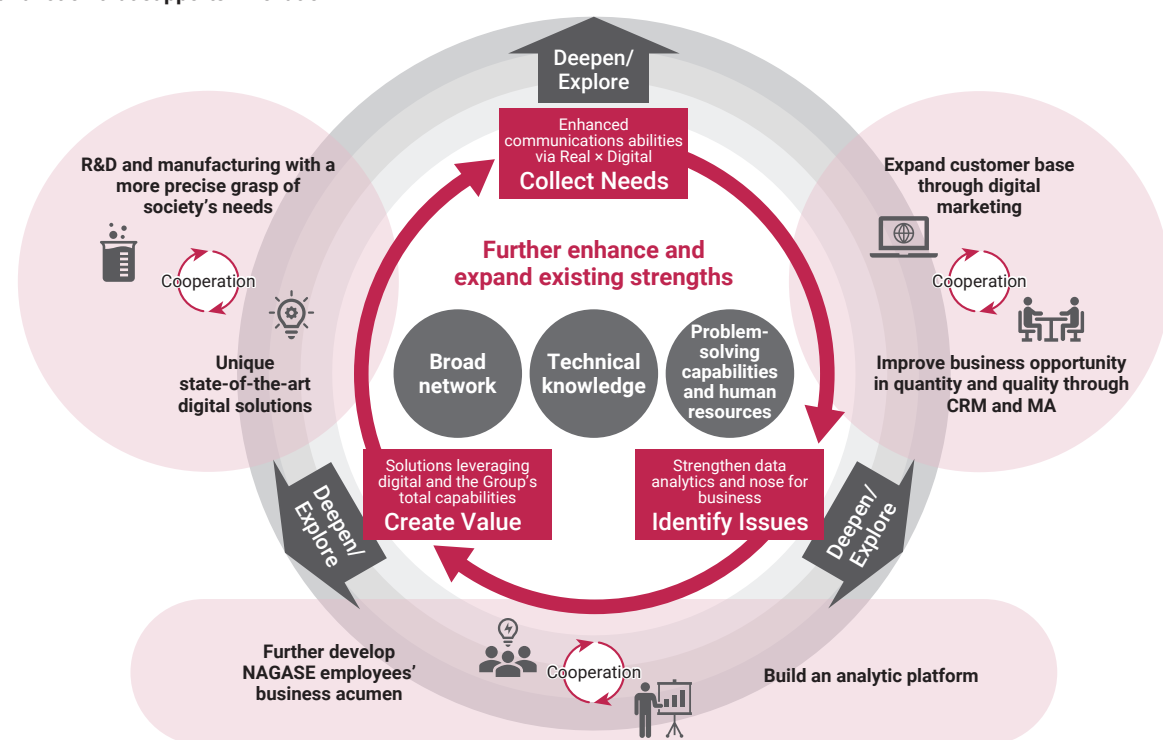 Deepen/
Explore
Enhanced
communications abilities
via Real × Digital
Collect Needs
R&D and manufacturing with a
more precise grasp of
society’s needs
Cooperation
Unique
state-of-the-art
digital solutions
Expand customer base
through digital
marketing
Cooperation
Improve business opportunity
in quantity and quality through
CRM and MA
Further enhance and
expand existing strengths
Broad
network
Technical
knowledge
Problem-
solving
capabilities
and human
resources
Solutions leveraging
digital and the Group’s
total capabilities
Create Value
Strengthen data
analytics and nose for
business
Identify Issues
Deepen/
Explore
Deepen/
Explore
Further develop
NAGASE employees’
business acumen
Cooperation
Build an analytic platform